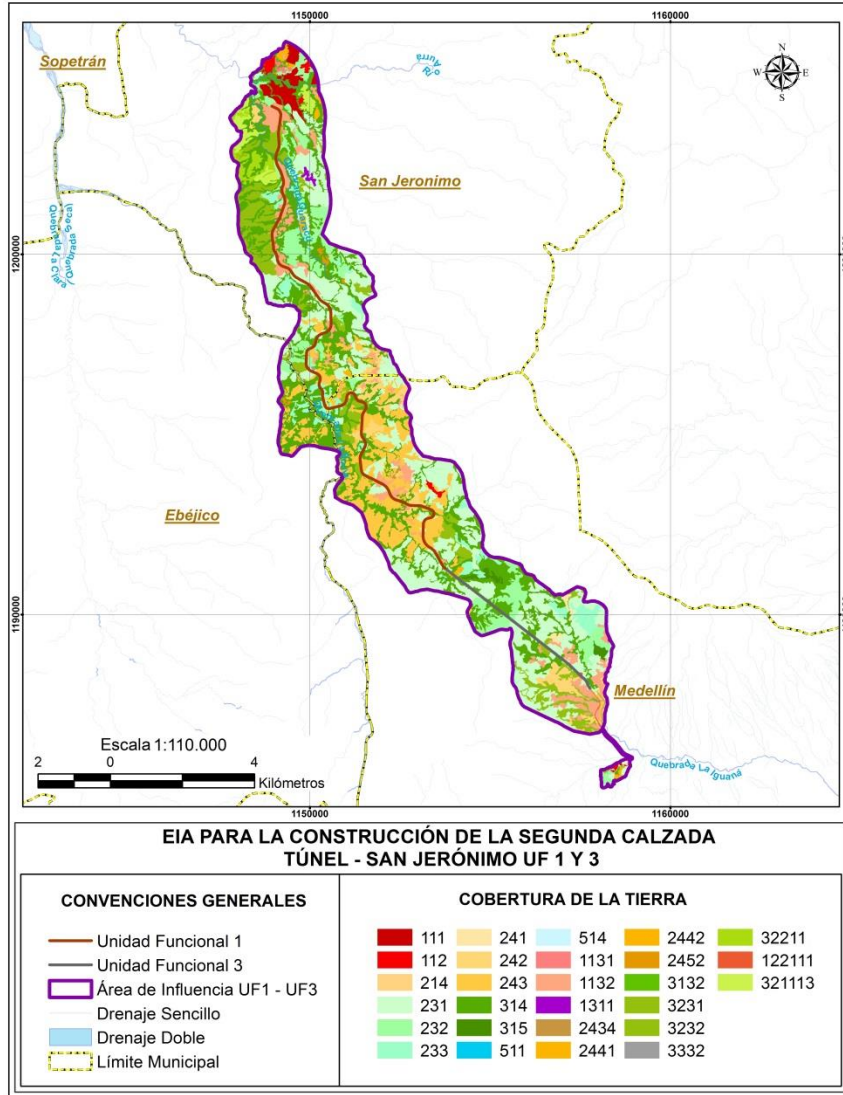 1150000
1160000
Sopetrán
N
W E
S
Río Aurrá
San Jeronimo
Quebrada La Clara
(Quebrada Seca)
1200000
Ebéjico
1190000
Medellín
Quebrada La Iguaná
Escala 1:110.000
2 0 4
Kilómetros
1150000
1160000
EIA PARA LA CONSTRUCCIÓN DE LA SEGUNDA CALZADA
TÚNEL - SAN JERÓNIMO UF 1 Y 3
CONVENCIONES GENERALES
Unidad Funcional 1
Unidad Funcional 3
Área de Influencia UF1 - UF3
Drenaje Sencillo
Drenaje Doble
Límite Municipal
COBERTURA DE LA TIERRA
111 241 514 2442 32211
112 242 1131 2452 122111
214 243 1132 3132 321113
231 314 1311 3231
232 315 2434 3232
233 511 2441 3332